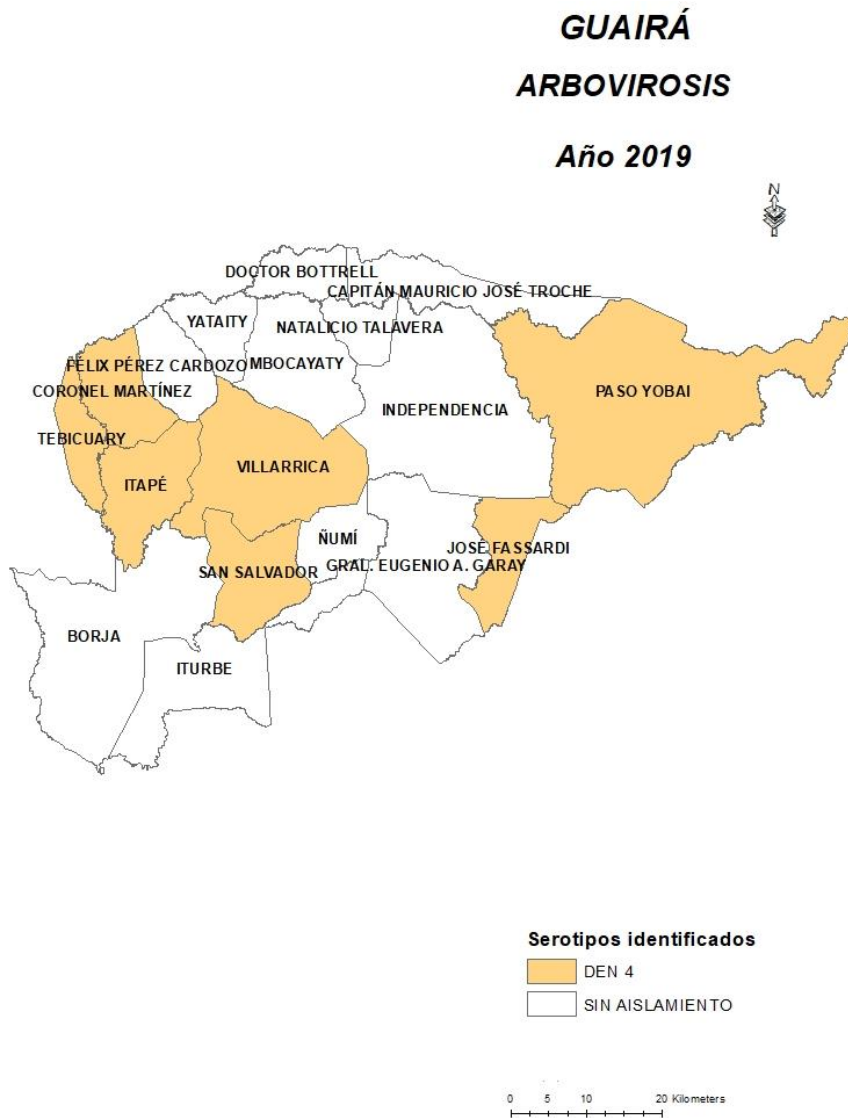 GUAIRÁ
ARBOVIROSIS
Año 2019
N
DOCTOR BOTTRELL
CAPITÁN MAURICIO JOSÉ TROCHE
YATAITY
NATALICIO TALAVERA
FÉLIX PÉREZ CARDOZO
MBOCAYATY
CORONEL MARTÍNEZ
PASO YOBAI
INDEPENDENCIA
TEBICUARY
VILLARRICA
ITAPÉ
ÑUMÍ
JOSÉ FASSARDI
GRAL. EUGENIO A. GARAY
SAN SALVADOR
BORJA
ITURBE
Serotipos identificados
DEN 4
SIN AISLAMIENTO
0 5 10 20 Kilometers